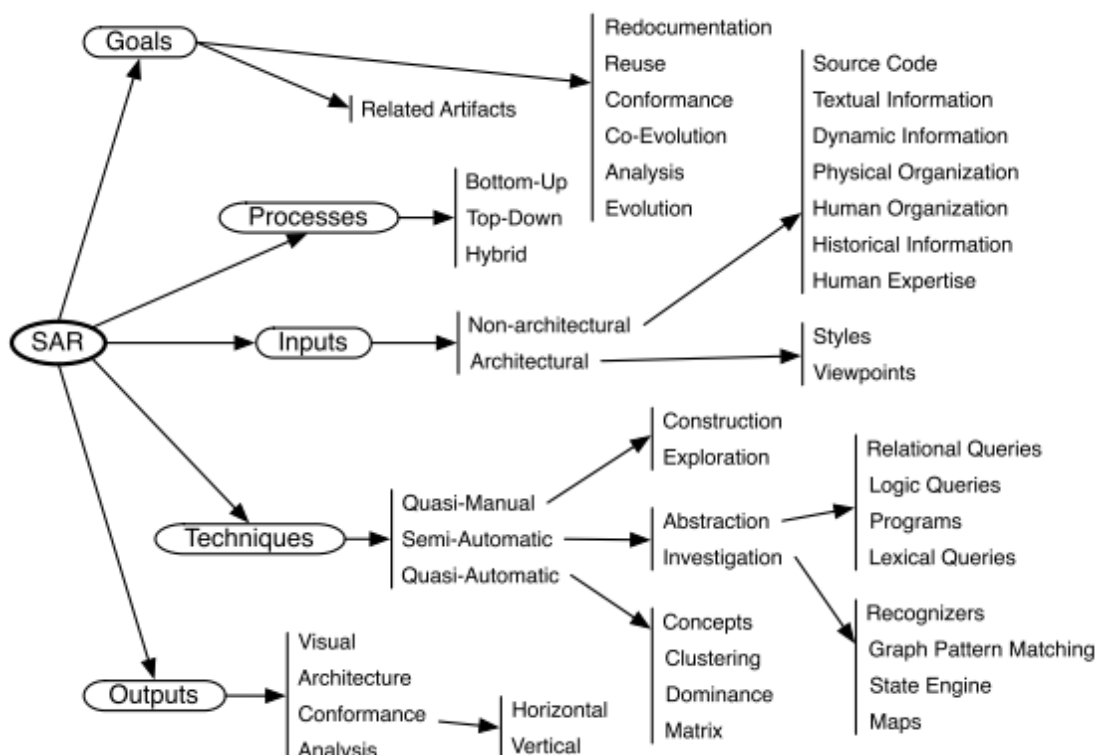 Goals
Related Artifacts
Redocumentation
Reuse
Conformance
Co-Evolution
Analysis
Evolution
Processes
Bottom-Up
Top-Down
Hybrid
SAR
Inputs
Non-architectural
Architectural
Source Code
Textual Information
Dynamic Information
Physical Organization
Human Organization
Historical Information
Human Expertise
Styles
Viewpoints
Techniques
Quasi-Manual
Semi-Automatic
Quasi-Automatic
Construction
Exploration
Abstraction
Investigation
Relational Queries
Logic Queries
Programs
Lexical Queries
Recognizers
Graph Pattern Matching
State Engine
Maps
Concepts
Clustering
Dominance
Matrix
Outputs
Visual
Architecture
Conformance
Analysis
Horizontal
Vertical